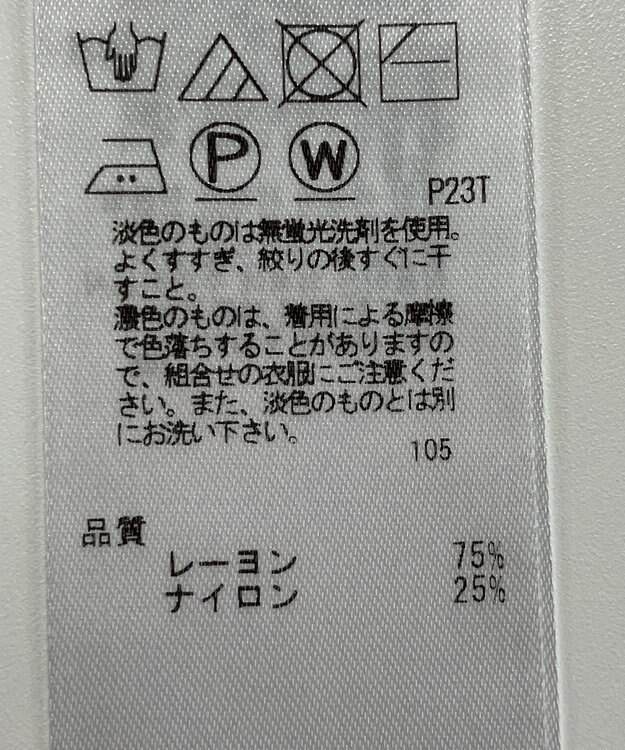 P W P23T
淡色のものは無蛍光洗剤を使用。
よくすすぎ、絞りの後すぐに干
すこと。
濃色のものは、着用による摩擦
で色落ちすることがありますの
で、組合せの衣服にご注意くだ
さい。また、淡色のものとは別
にお洗い下さい。
105
品質
レーヨン 75%
ナイロン 25%